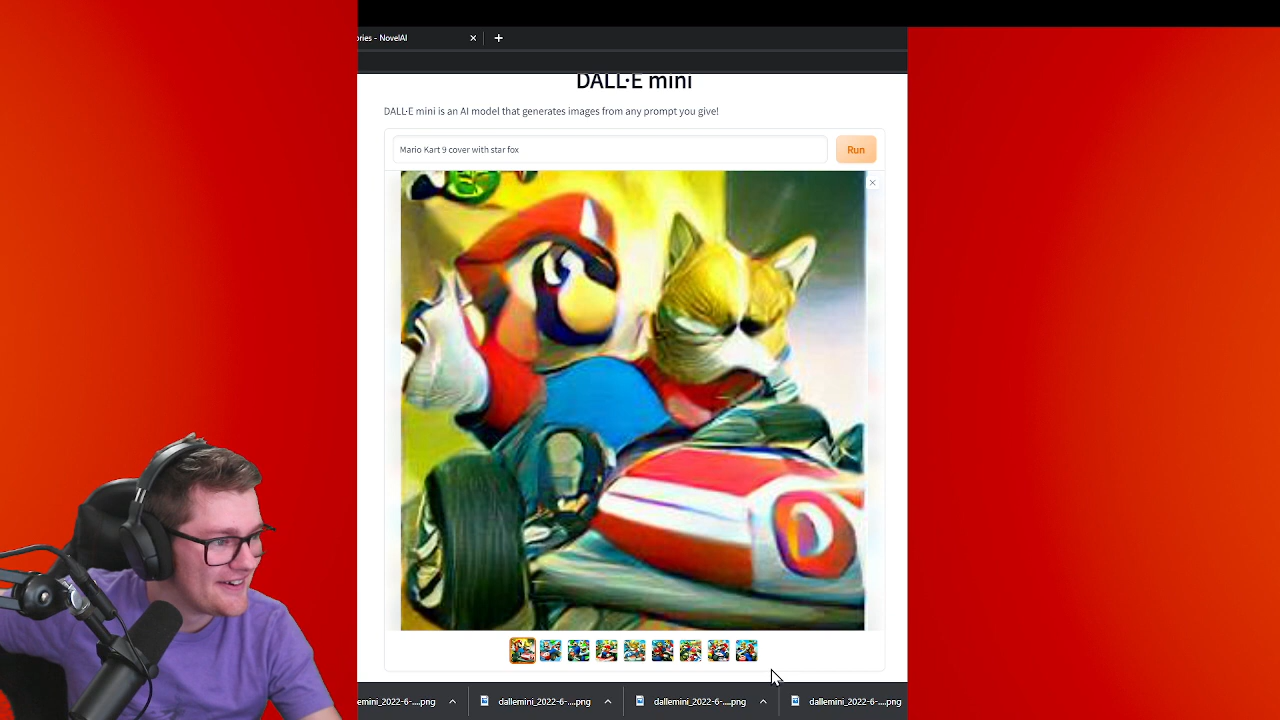 ries - NovelAI
DALL·E mini
DALL·E mini is an AI model that generates images from any prompt you give!
Mario Kart 9 cover with star fox
Run
emini_2022-6-....png
dallemini_2022-6-....png
dallemini_2022-6-....png
dallemini_2022-6-....png